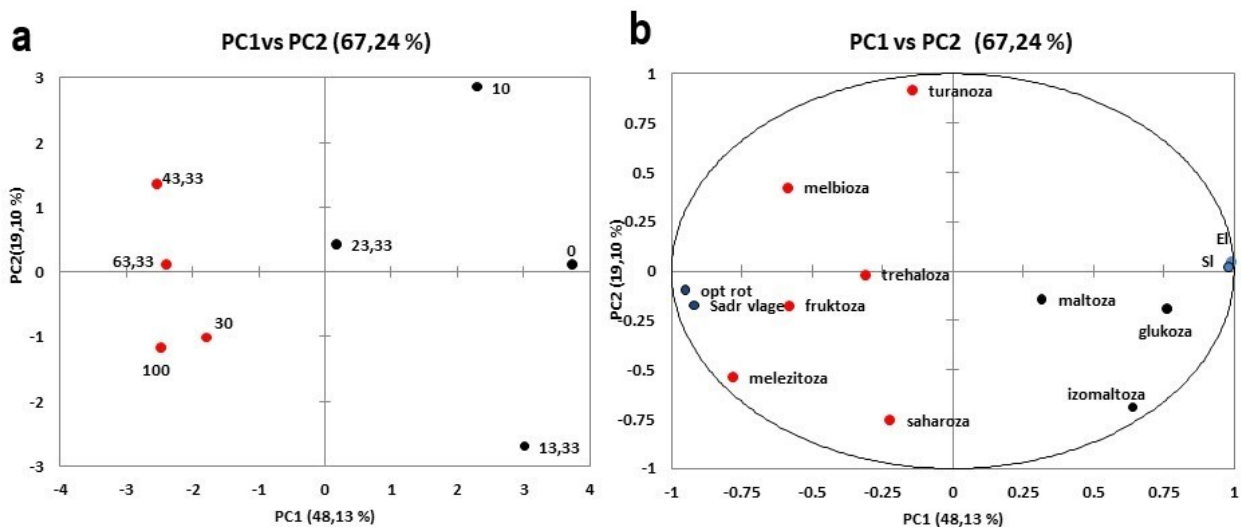 a
PC1vs PC2 (67,24 %)
3
2
1
0
-1
-2
-3
PC2(19,10 %)
10
43,33
23,33
0
63,33
30
100
13,33
-4
-3
-2
-1
0
1
2
3
4
PC1 (48,13 %)
b
PC1 vs PC2 (67,24 %)
1
0.75
0.5
0.25
0
-0.25
-0.5
-0.75
-1
PC2 (19,10 %)
turanoza
melbioza
El
Sl
trehaloza
opt rot
Sadr vlage
fruktoza
maltoza
glukoza
melezitoza
izomaltoza
saharoza
-1
-0.75
-0.5
-0.25
0
0.25
0.5
0.75
1
PC1 (48,13 %)